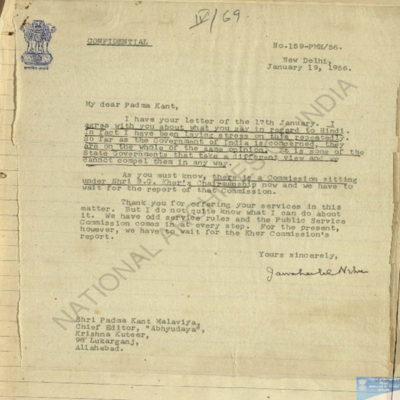 IV/69
CONFIDENTIAL
No.159-PMH/56.
New Delhi,
January 19, 1956.
My dear Padma Kant,
I have your letter of the 17th January. I
agree with you about what you say in regard to Hindi.
In fact I have been laying stress on this repeatedly.
So far as the Government of India is concerned, they
are on the whole of the same opinion. It is some of the
State Governments that take a different view and we
cannot compel them in any way.
As you must know, there is a Commission sitting
under Shri B.G. Kher's Chairmanship now and we have to
wait for the report of that Commission.
Thank you for offering your services in this
matter. But I do not quite know what I can do about
it. We have odd service rules and the Public Service
Commission comes in at every step. For the present,
however, we have to wait for the Kher Commission's
report.
Yours sincerely,
Jawaharlal Nehru
Shri Padma Kant Malaviya,
Chief Editor, "Abhyudaya",
Krishna Kuteer,
Lukarganj,
Allahabad.
NATIONAL ARCHIVES OF INDIA